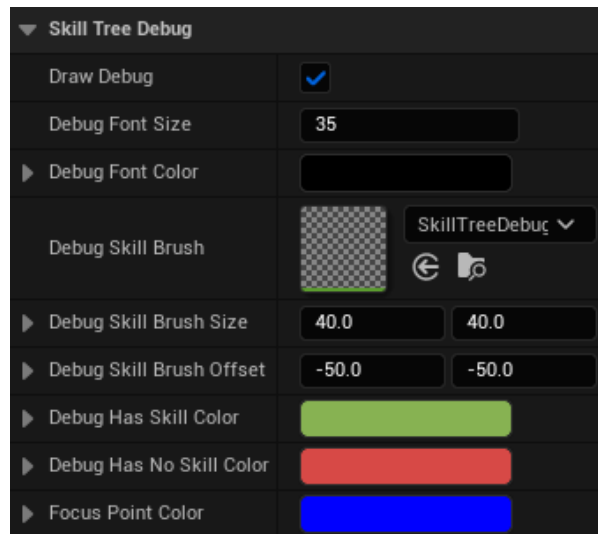 Skill Tree Debug
Draw Debug
Debug Font Size 35
Debug Font Color
Debug Skill Brush SkillTreeDebug
Debug Skill Brush Size 40.0 40.0
Debug Skill Brush Offset -50.0 -50.0
Debug Has Skill Color
Debug Has No Skill Color
Focus Point Color